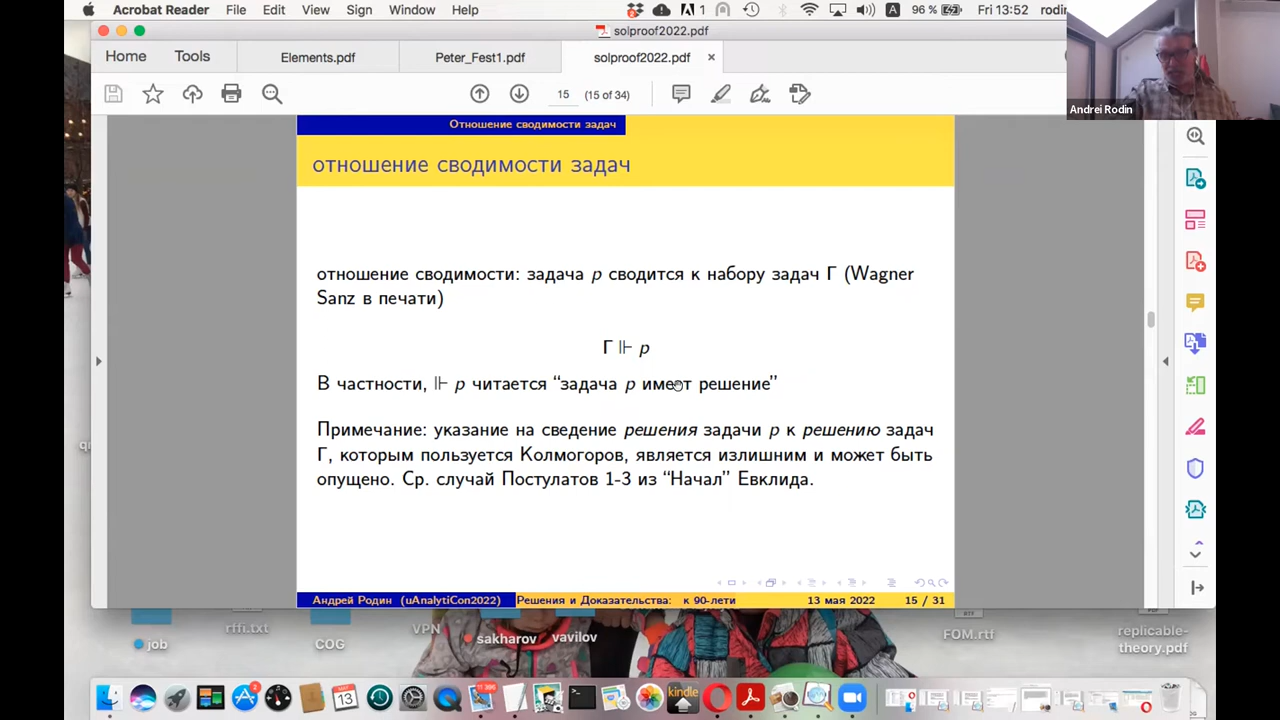 Acrobat Reader File Edit View Sign Window Help 1 A 96 % Fri 13:52
solproof2022.pdf
Home Tools Elements.pdf Peter_Fest1.pdf solproof2022.pdf ×
15 (15 of 34)
Andrei Rodin
Отношение сводимости задач
отношение сводимости задач
отношение сводимости: задача p сводится к набору задач Γ (Wagner
Sanz в печати)
Γ ⊩ p
В частности, ⊩ p читается “задача p имеет решение”
Примечание: указание на сведение решения задачи p к решению задач
Γ, которым пользуется Колмогоров, является излишним и может быть
опущено. Ср. случай Постулатов 1-3 из “Начал” Евклида.
Андрей Родин (uAnalytiCon2022) Решения и Доказательства: к 90-лети 13 мая 2022 15 / 31
job
rffi.txt
COG
VPN
sakharov
vavilov
FOM.rtf
replicable-
theory.pdf
kindle